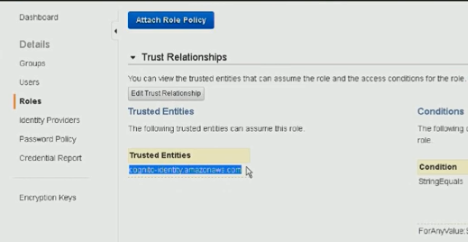 Dashboard
Attach Role Policy
Details
Trust Relationships
Groups
You can view the trusted entities that can assume the role and the access conditions for the role.
Users
Edit Trust Relationship
Roles
Trusted Entities
Conditions
Identity Providers
The following trusted entities can assume this role.
The following
role
Password Policy
Credential Report
Trusted Entities
Condition
cognito-identity.amazonaws.com
StringEquals
Encryption Keys
ForAnyValue: